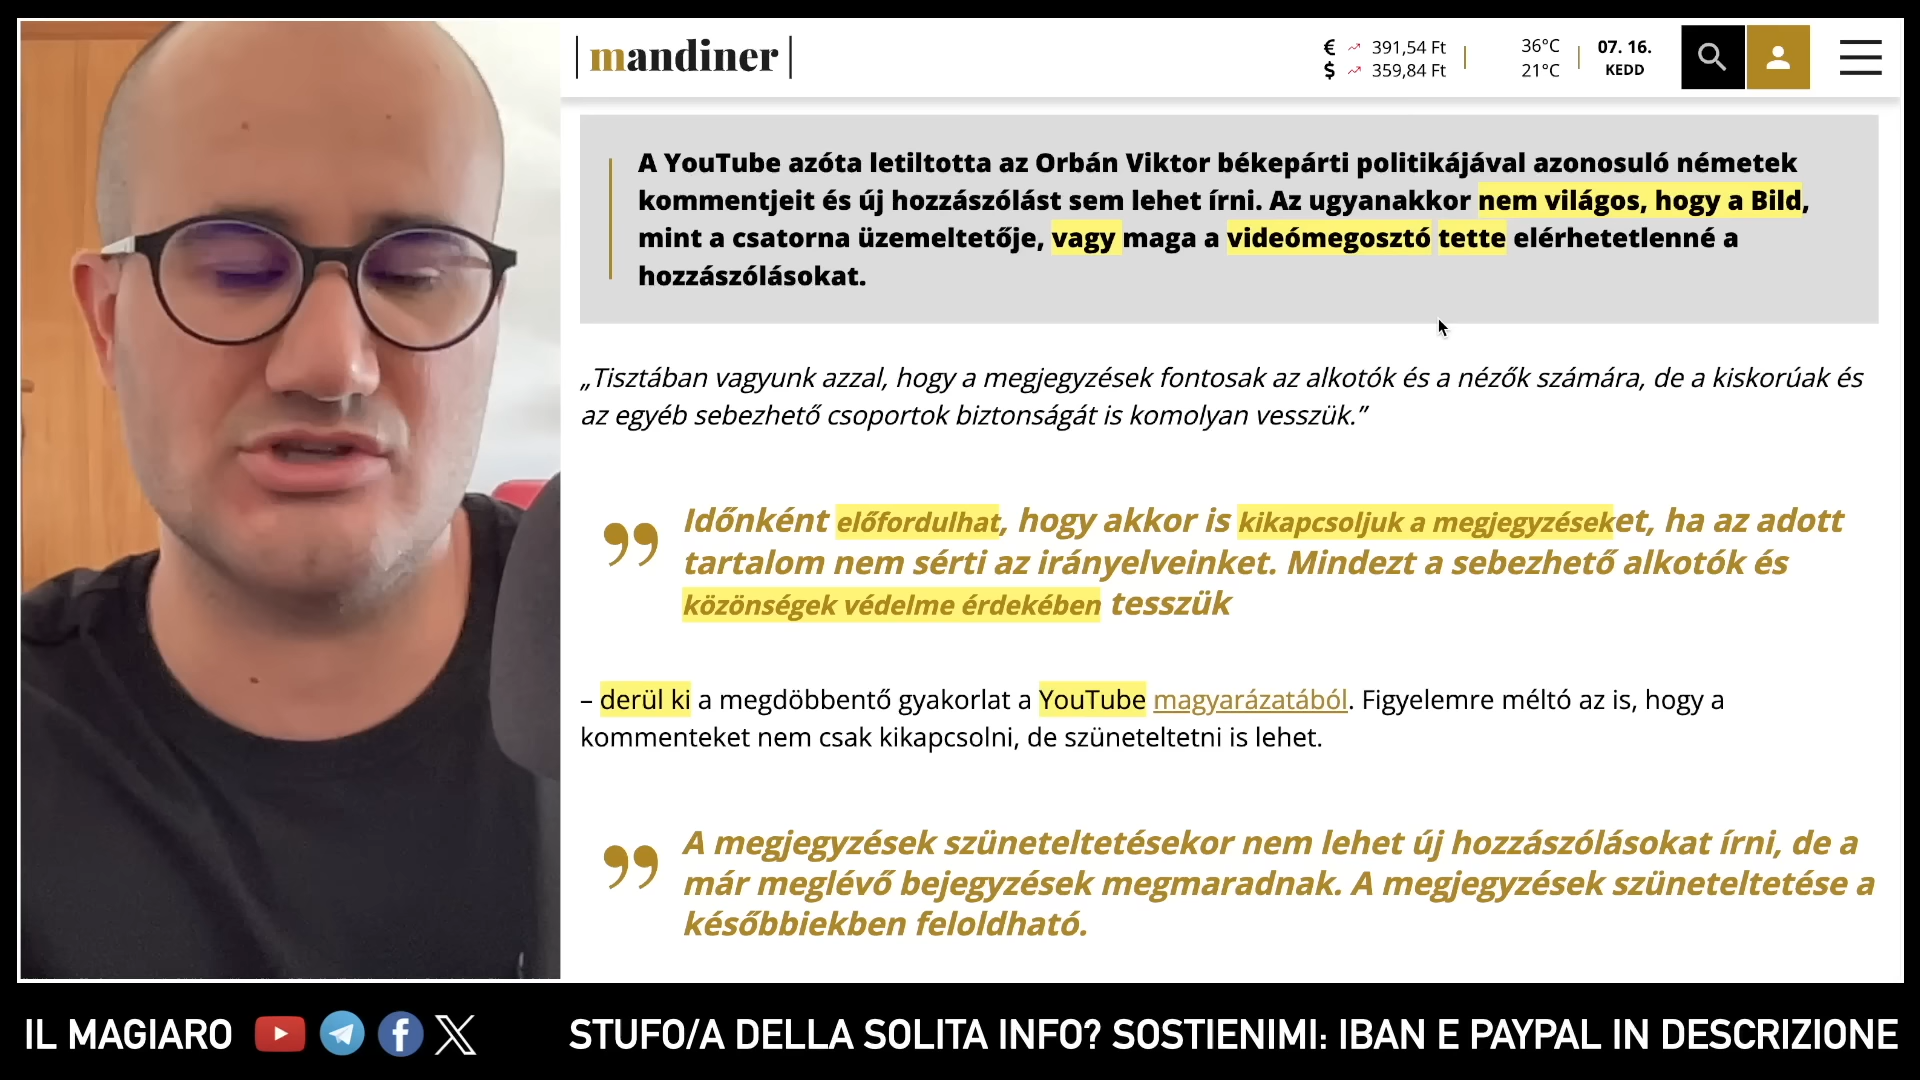 mandiner
€ 391,54 Ft
$ 359,84 Ft
36°C
21°C
07. 16.
KEDD
A YouTube azóta letiltotta az Orbán Viktor békepárti politikájával azonosuló németek
kommentjeit és új hozzászólást sem lehet írni. Az ugyanakkor nem világos, hogy a Bild,
mint a csatorna üzemeltetője, vagy maga a videómegosztó tette elérhetetlenné a
hozzászólásokat.
„Tisztában vagyunk azzal, hogy a megjegyzések fontosak az alkotók és a nézők számára, de a kiskorúak és
az egyéb sebezhető csoportok biztonságát is komolyan vesszük.”
” Időnként előfordulhat, hogy akkor is kikapcsoljuk a megjegyzéseket, ha az adott
tartalom nem sérti az irányelveinket. Mindezt a sebezhető alkotók és
közönségek védelme érdekében tesszük
– derül ki a megdöbbentő gyakorlat a YouTube magyarázatából. Figyelemre méltó az is, hogy a
kommenteket nem csak kikapcsolni, de szüneteltetni is lehet.
” A megjegyzések szüneteltetésekor nem lehet új hozzászólásokat írni, de a
már meglévő bejegyzések megmaradnak. A megjegyzések szüneteltetése a
későbbiekben feloldható.
IL MAGIARO
STUFO/A DELLA SOLITA INFO? SOSTIENIMI: IBAN E PAYPAL IN DESCRIZIONE